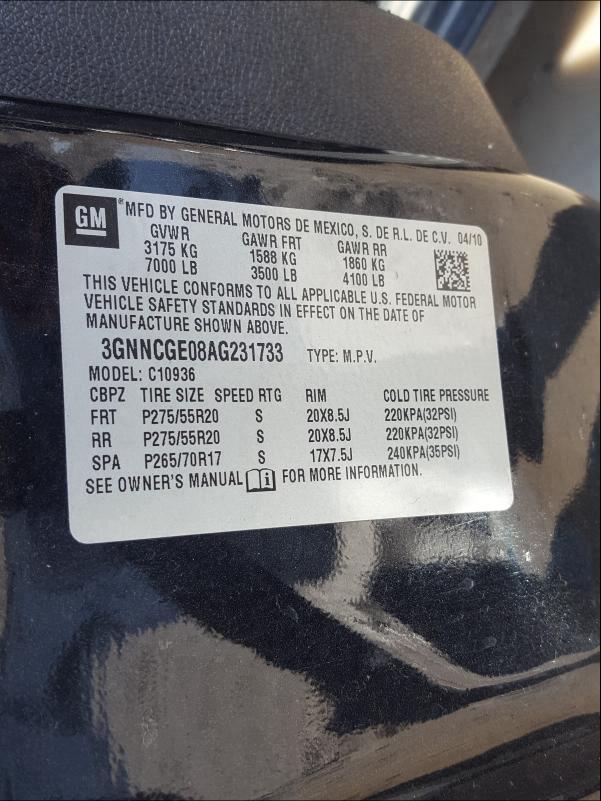 GM
MFD BY GENERAL MOTORS DE MEXICO, S. DE R.L. DE C.V. 04/10
GVWR GAWR FRT GAWR RR
3175 KG 1588 KG 1860 KG
7000 LB 3500 LB 4100 LB
THIS VEHICLE CONFORMS TO ALL APPLICABLE U.S. FEDERAL MOTOR
VEHICLE SAFETY STANDARDS IN EFFECT ON THE DATE OF
MANUFACTURE SHOWN ABOVE.
3GNNCGE08AG231733 TYPE: M.P.V.
MODEL: C10936
CBPZ TIRE SIZE SPEED RTG RIM COLD TIRE PRESSURE
FRT P275/55R20 S 20X8.5J 220KPA(32PSI)
RR P275/55R20 S 20X8.5J 220KPA(32PSI)
SPA P265/70R17 S 17X7.5J 240KPA(35PSI)
SEE OWNER'S MANUAL i FOR MORE INFORMATION.